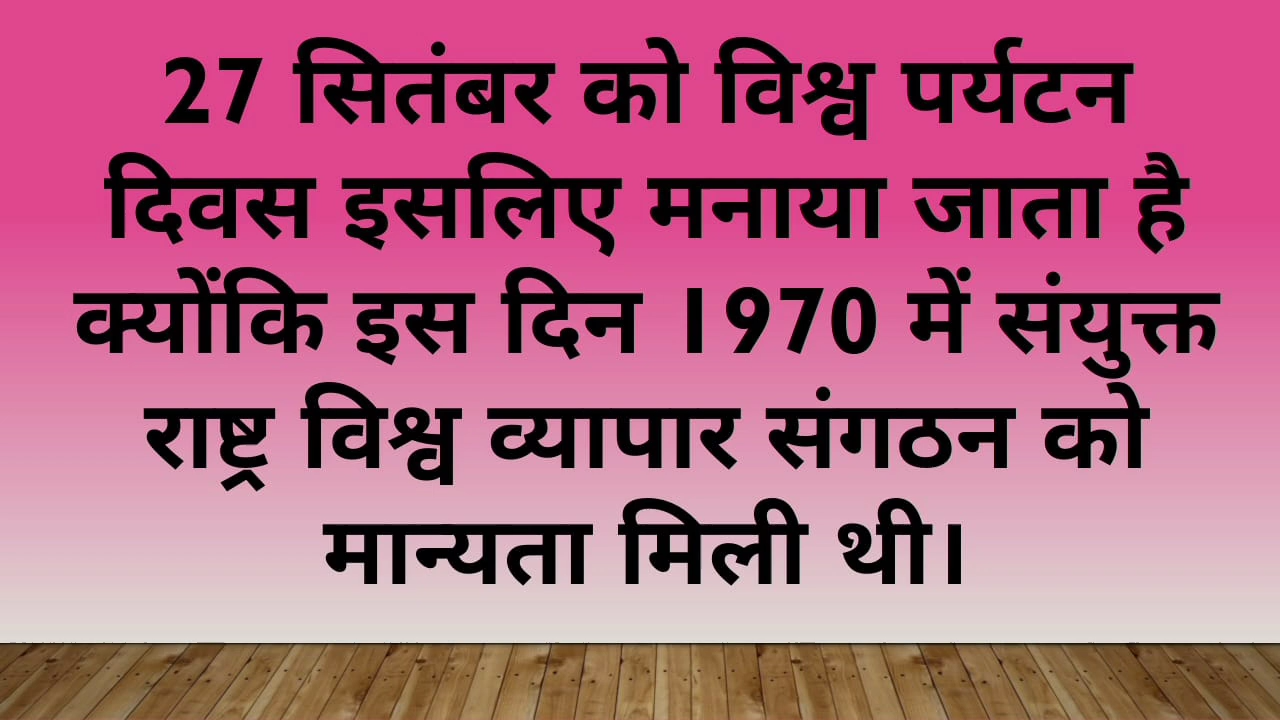 27 सितंबर को विश्व पर्यटन
दिवस इसलिए मनाया जाता है
क्योंकि इस दिन 1970 में संयुक्त
राष्ट्र विश्व व्यापार संगठन को
मान्यता मिली थी।